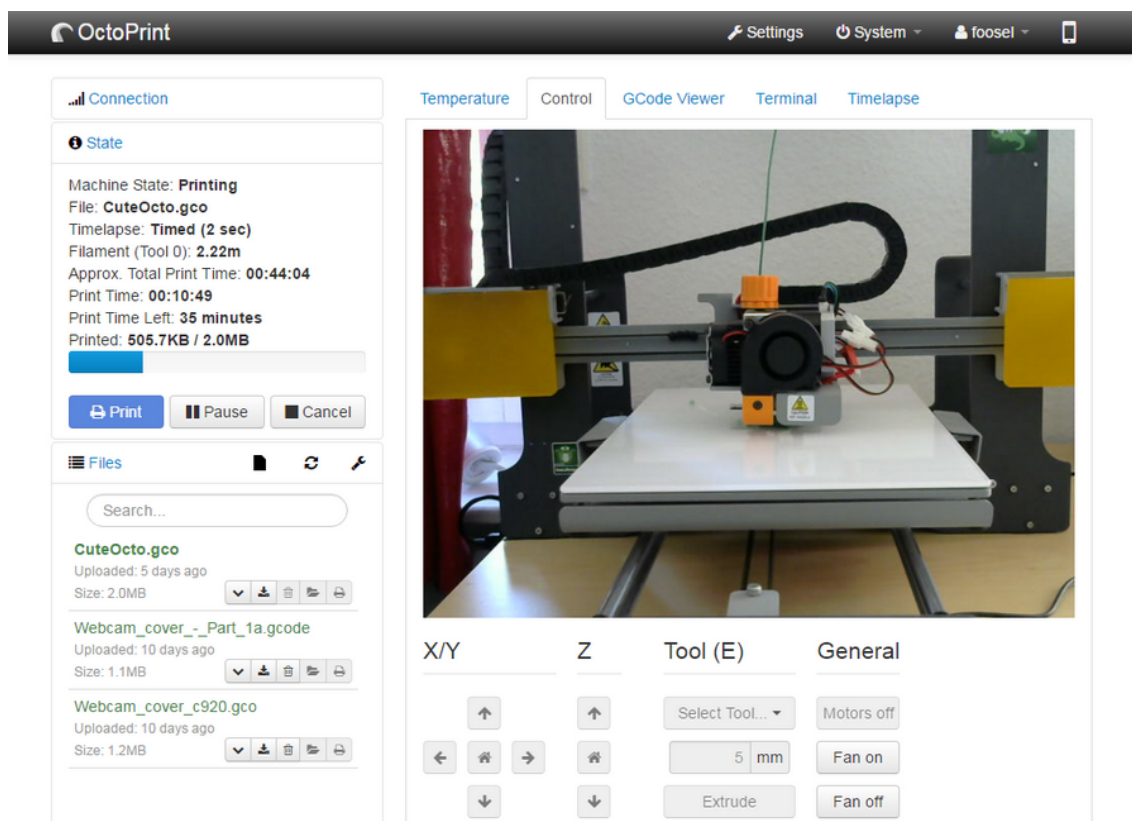 OctoPrint
Settings System foosel
Connection
State
Machine State: Printing
File: CuteOcto.gco
Timelapse: Timed (2 sec)
Filament (Tool 0): 2.22m
Approx. Total Print Time: 00:44:04
Print Time: 00:10:49
Print Time Left: 35 minutes
Printed: 505.7KB / 2.0MB
Print Pause Cancel
Files
Search...
CuteOcto.gco
Uploaded: 5 days ago
Size: 2.0MB
Webcam_cover_-_Part_1a.gcode
Uploaded: 10 days ago
Size: 1.1MB
Webcam_cover_c920.gco
Uploaded: 10 days ago
Size: 1.2MB
Temperature Control GCode Viewer Terminal Timelapse
X/Y Z Tool (E) General
Select Tool... Motors off
5 mm Fan on
Extrude Fan off